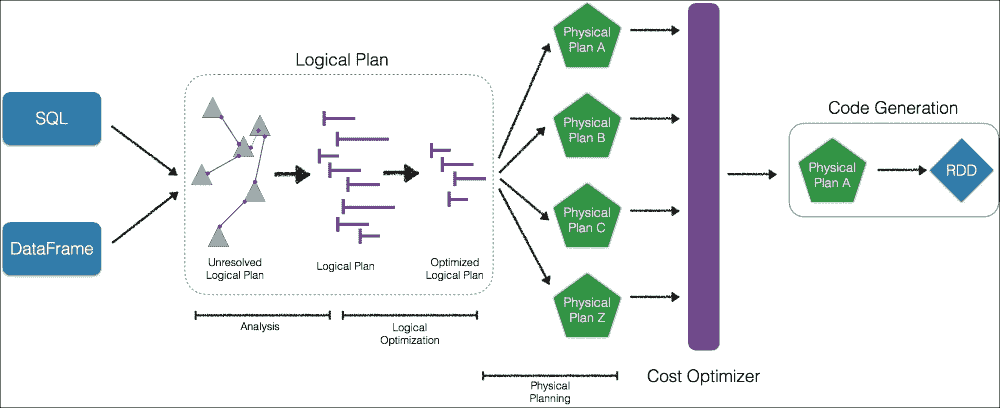 SQL
DataFrame
Logical Plan
Unresolved
Logical Plan
Logical Plan
Optimized
Logical Plan
Analysis
Logical
Optimization
Physical
Plan A
Physical
Plan B
Physical
Plan C
Physical
Plan Z
Physical
Planning
Cost Optimizer
Code Generation
Physical
Plan A
RDD